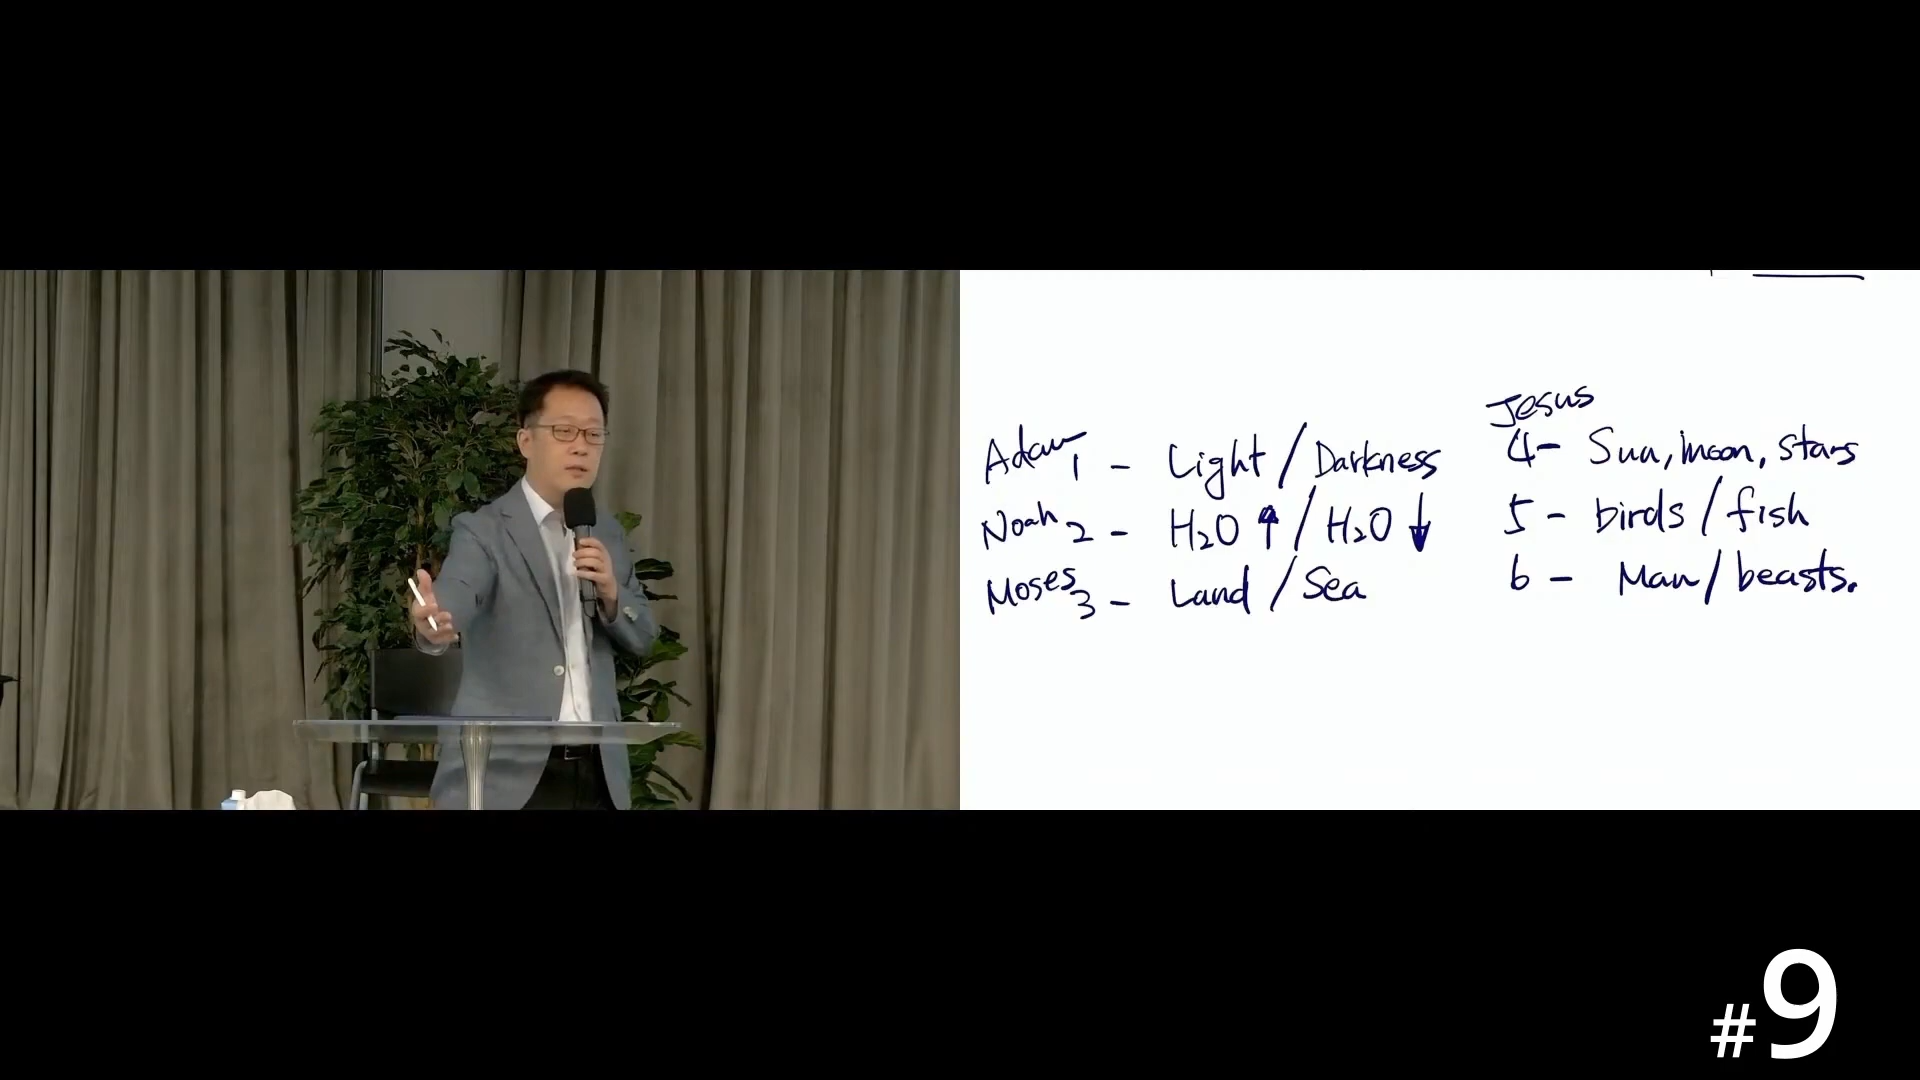 Jesus
Adam 1 - Light / Darkness
4- Sun, moon, stars
Noah 2 - H₂O ↑ / H₂O ↓
5 - birds / fish
Moses 3 - Land / Sea
6 - Man / beasts.
#9